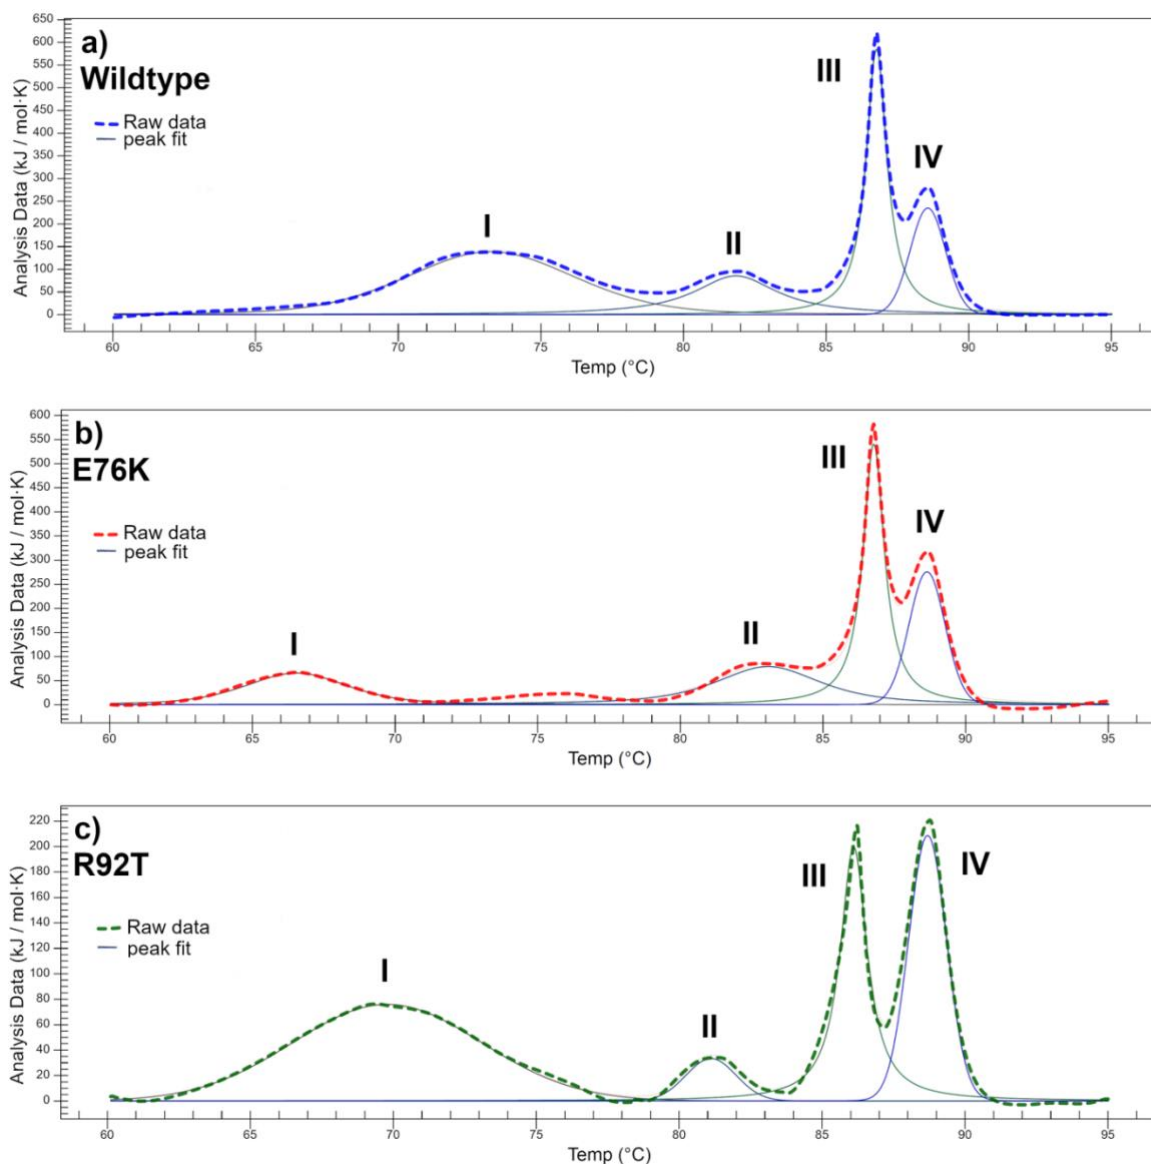 a)
Wildtype
Raw data
peak fit
I
II
III
IV
Analysis Data (kJ / mol·K)
650
600
550
500
450
400
350
300
250
200
150
100
50
0
60 65 70 75 80 85 90 95
Temp (°C)
b)
E76K
Raw data
peak fit
I
II
III
IV
Analysis Data (kJ / mol·K)
600
550
500
450
400
350
300
250
200
150
100
50
0
60 65 70 75 80 85 90 95
Temp (°C)
c)
R92T
Raw data
peak fit
I
II
III
IV
Analysis Data (kJ / mol·K)
220
200
180
160
140
120
100
80
60
40
20
0
60 65 70 75 80 85 90 95
Temp (°C)